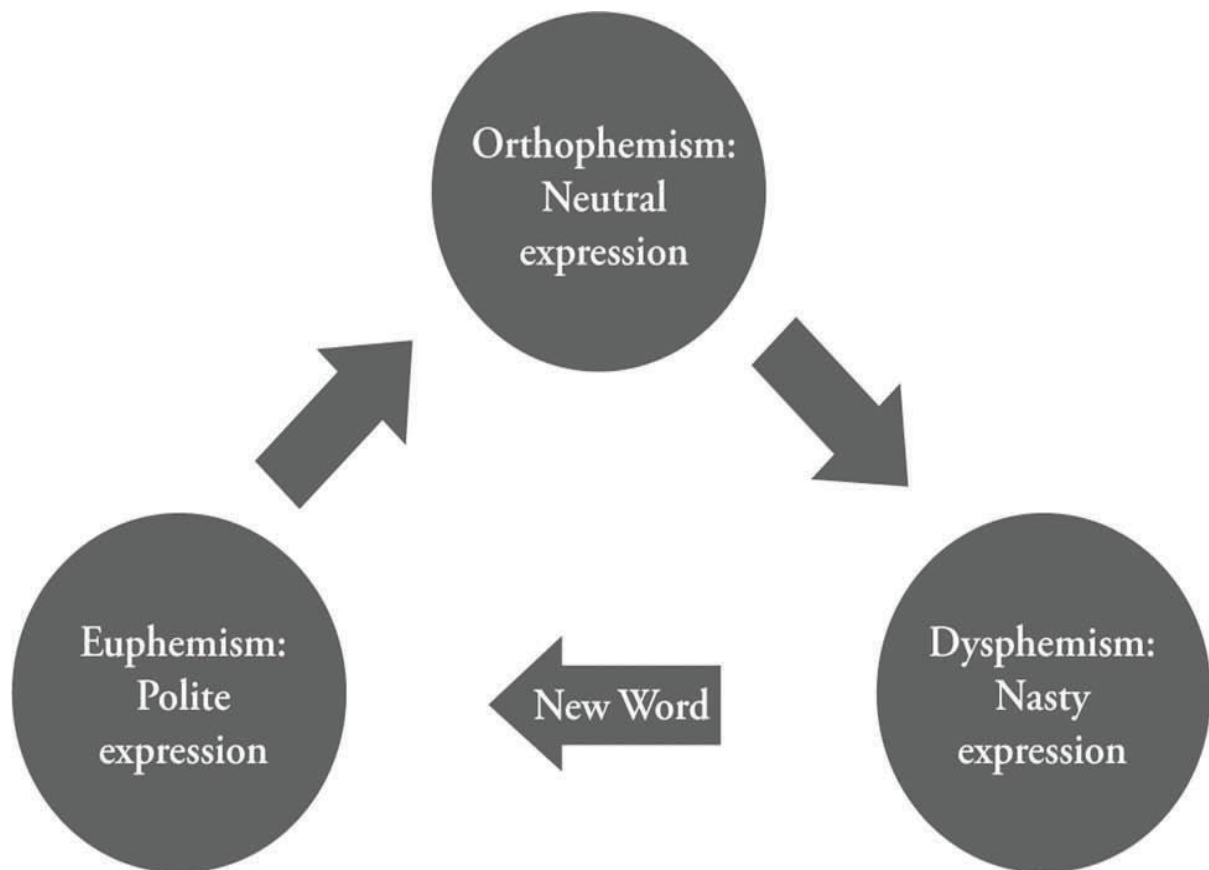 Orthophemism:
Neutral
expression
Euphemism:
Polite
expression
New Word
Dysphemism:
Nasty
expression